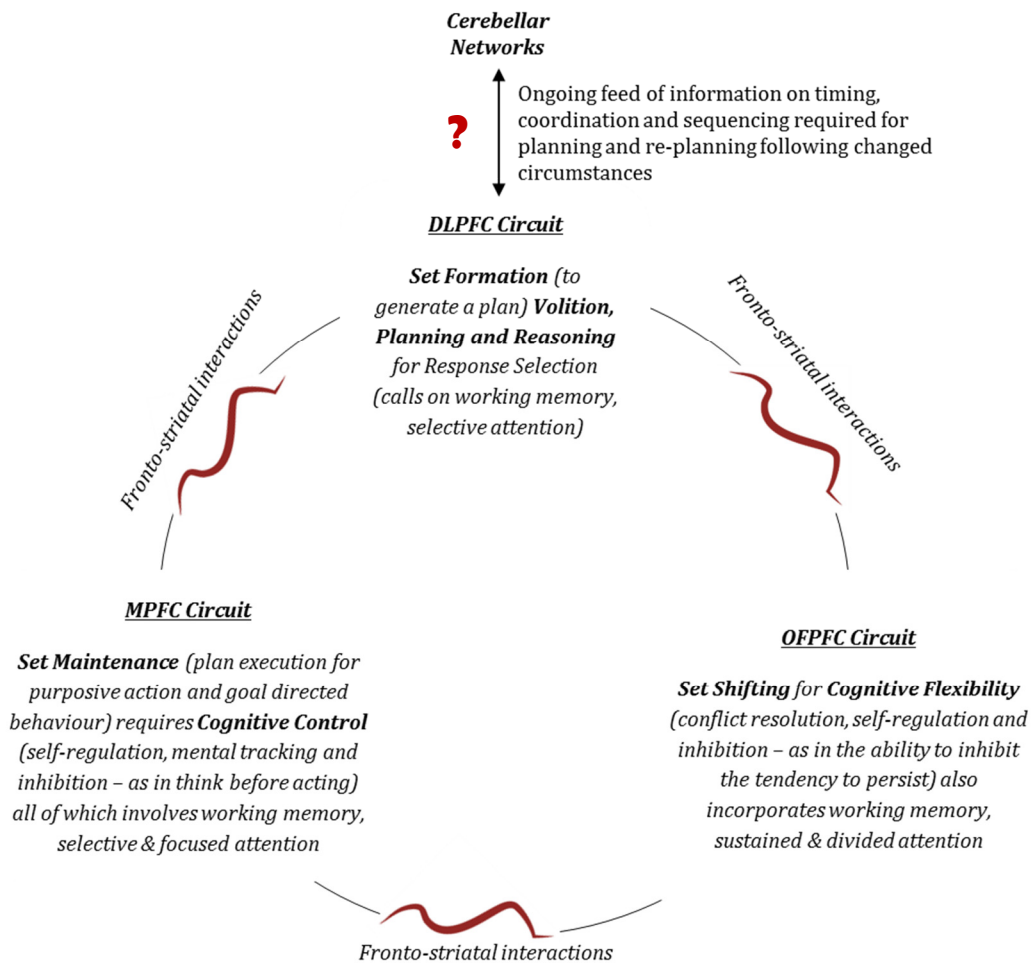 Cerebellar
Networks
?
Ongoing feed of information on timing,
coordination and sequencing required for
planning and re-planning following changed
circumstances
DLPFC Circuit
Set Formation (to
generate a plan) Volition,
Planning and Reasoning
for Response Selection
(calls on working memory,
selective attention)
Fronto-striatal interactions
Fronto-striatal interactions
MPFC Circuit
Set Maintenance (plan execution for
purposive action and goal directed
behaviour) requires Cognitive Control
(self-regulation, mental tracking and
inhibition – as in think before acting)
all of which involves working memory,
selective & focused attention
OFPFC Circuit
Set Shifting for Cognitive Flexibility
(conflict resolution, self-regulation and
inhibition – as in the ability to inhibit
the tendency to persist) also
incorporates working memory,
sustained & divided attention
Fronto-striatal interactions